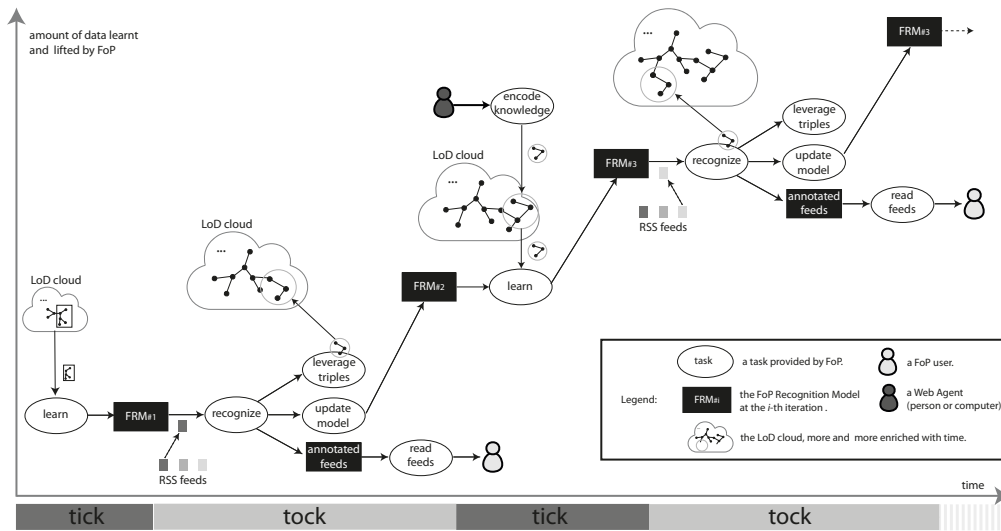 amount of data learnt
and lifted by FoP
LoD cloud
...
learn
FRM#1
RSS feeds
recognize
leverage
triples
update
model
annotated
feeds
read
feeds
LoD cloud
...
FRM#2
encode
knowledge
LoD cloud
...
learn
FRM#3
RSS feeds
...
recognize
leverage
triples
update
model
annotated
feeds
read
feeds
FRM#3
Legend:
task
a task provided by FoP.
a FoP user.
FRM#i
the FoP Recognition Model
at the i-th iteration .
a Web Agent
(person or computer)
...
the LoD cloud, more and more enriched with time.
time
tick
tock
tick
tock